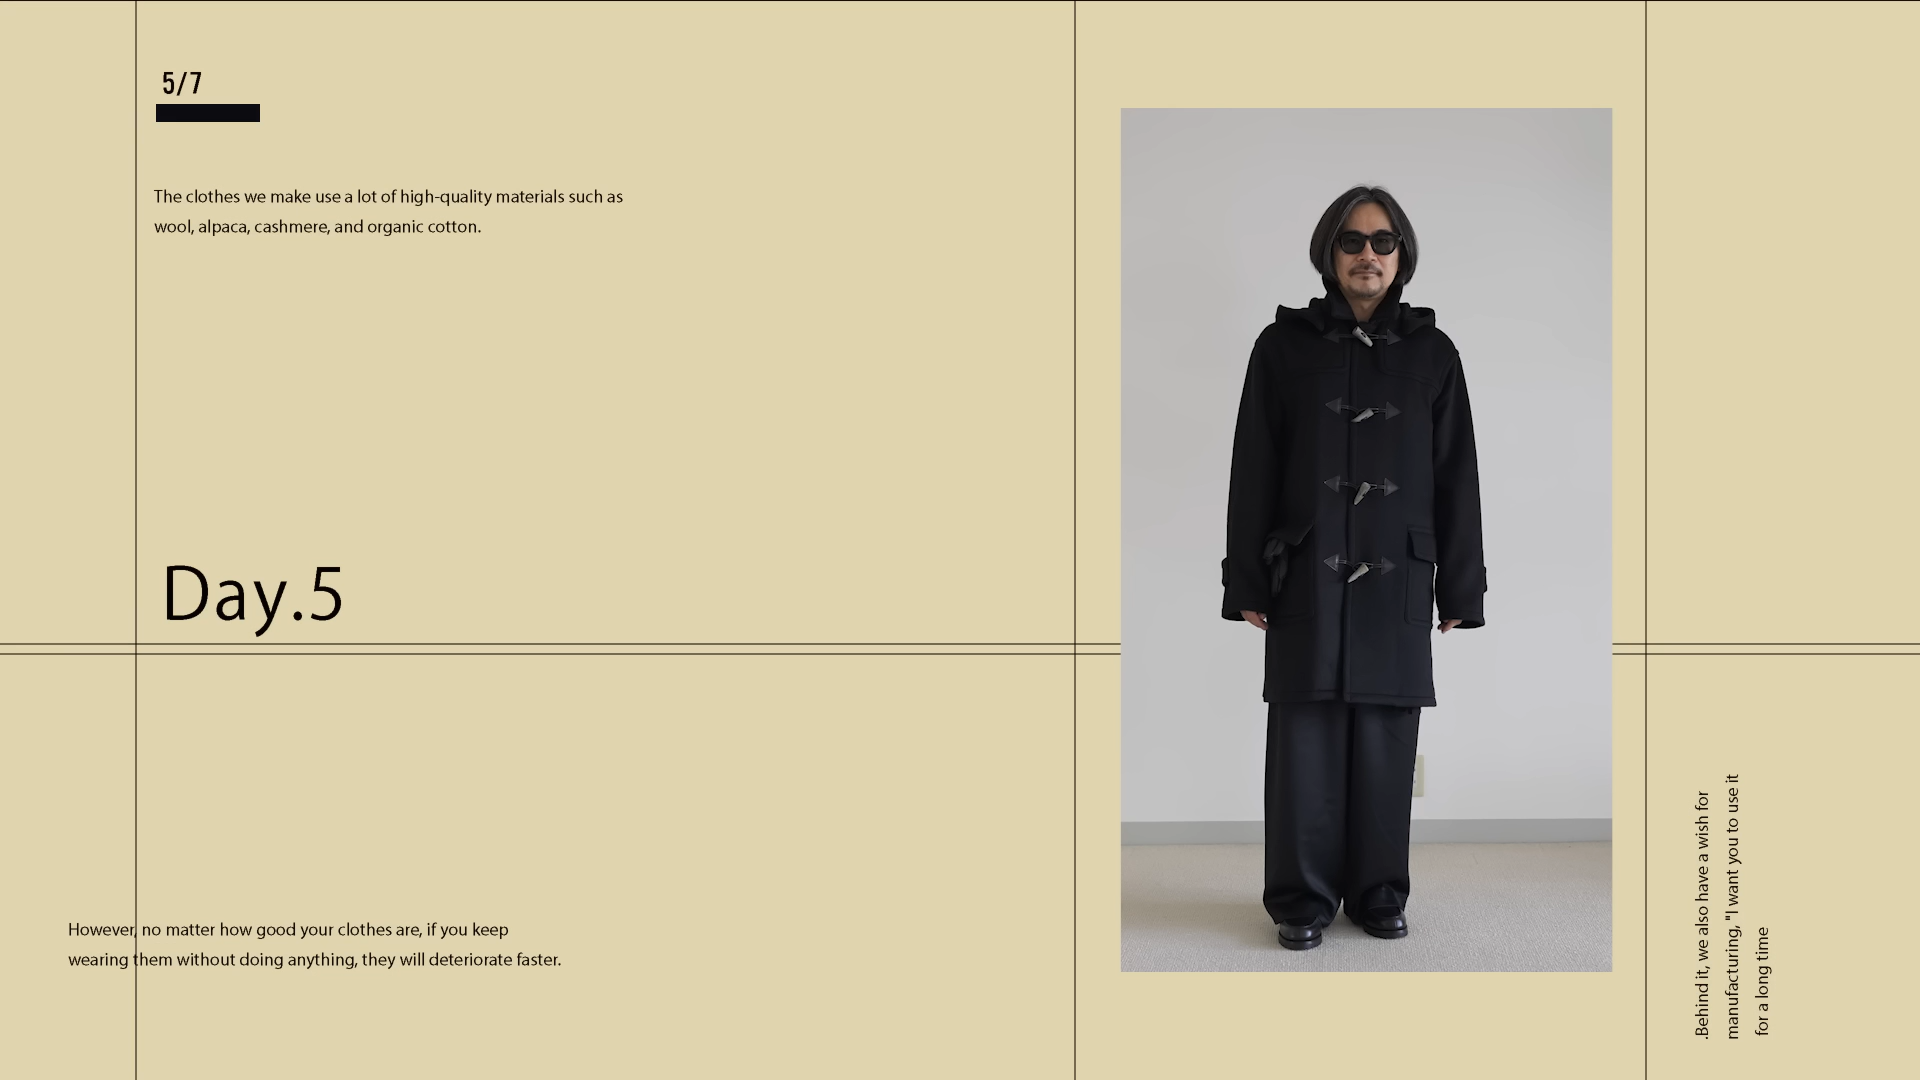 5/7
The clothes we make use a lot of high-quality materials such as
wool, alpaca, cashmere, and organic cotton.
Day.5
However, no matter how good your clothes are, if you keep
wearing them without doing anything, they will deteriorate faster.
.Behind it, we also have a wish for
manufacturing, "I want you to use it
for a long time